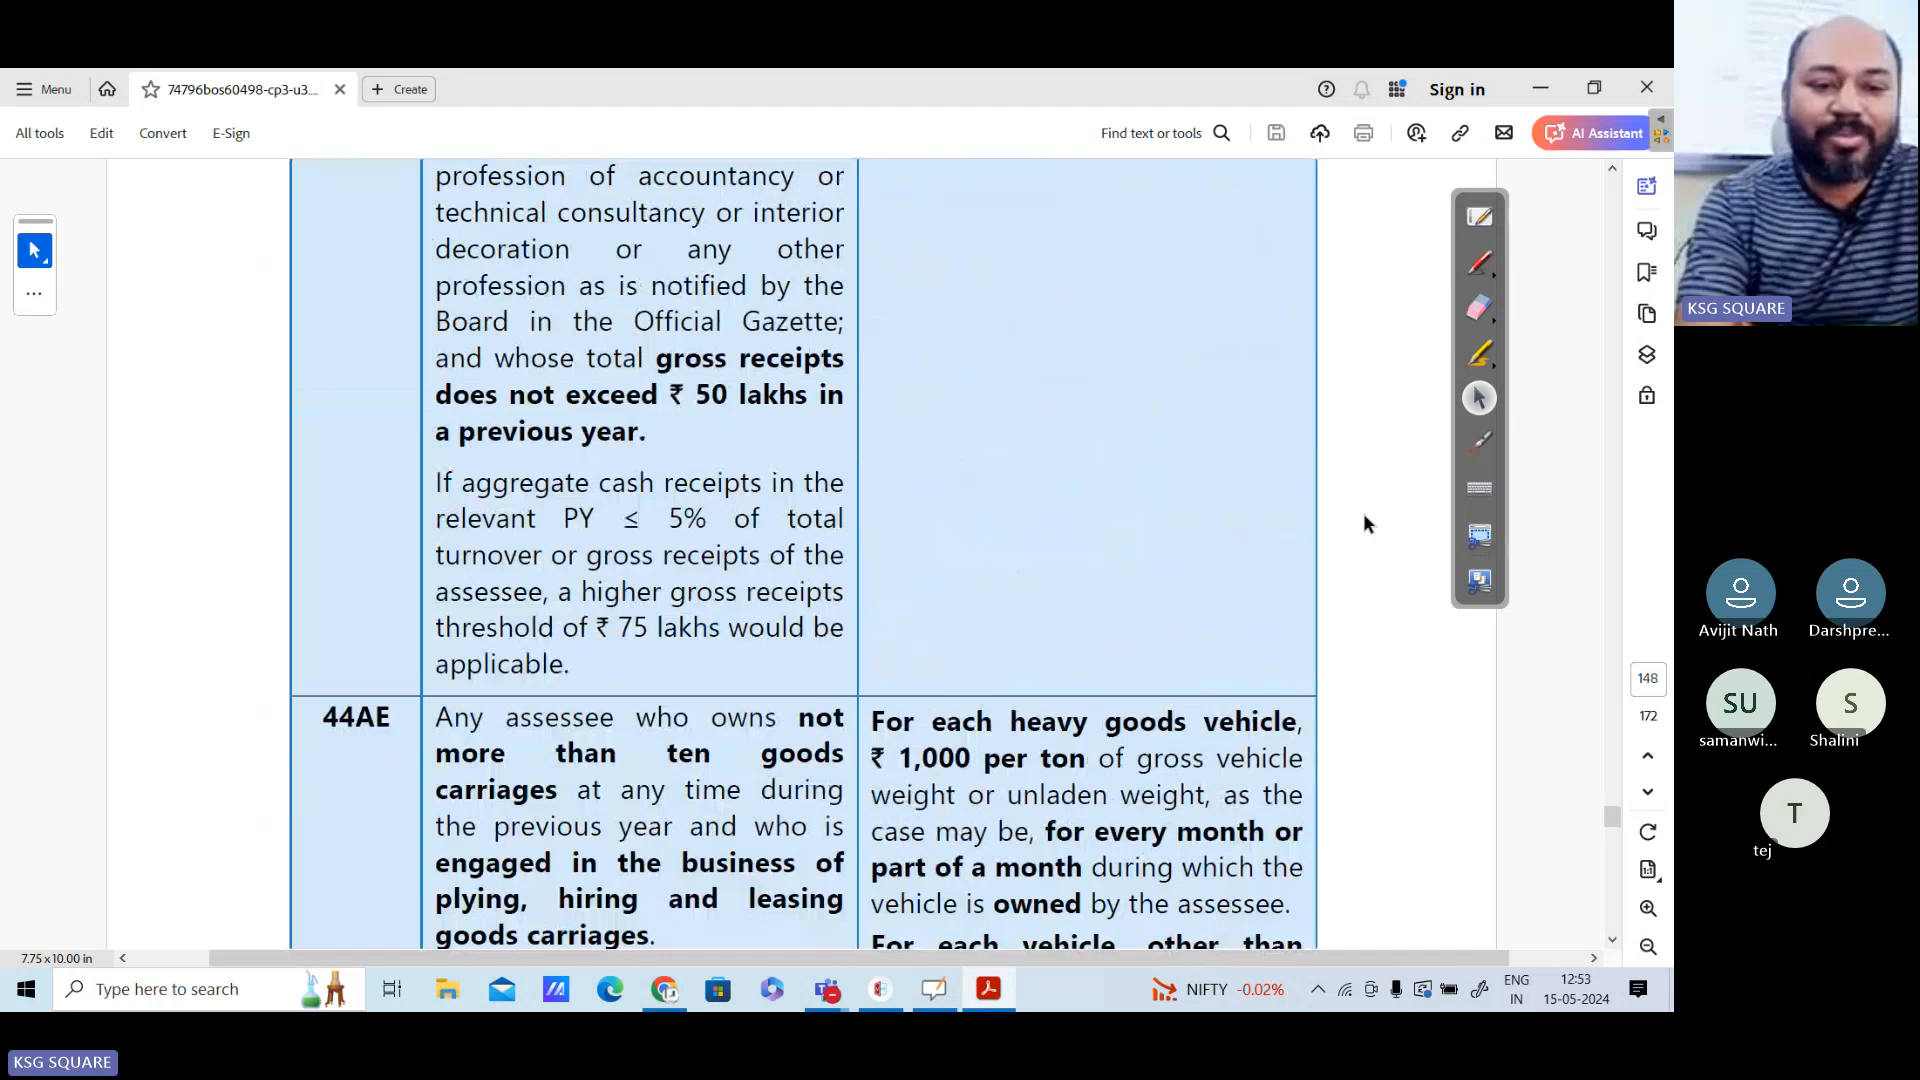 Menu
74796bos60498-cp3-u3....
Create
Sign in
All tools
Edit
Convert
E-Sign
Find text or tools
AI Assistant
profession of accountancy or
technical consultancy or interior
decoration or any other
profession as is notified by the
Board in the Official Gazette;
and whose total gross receipts
does not exceed ₹ 50 lakhs in
a previous year.
If aggregate cash receipts in the
relevant PY ≤ 5% of total
turnover or gross receipts of the
assessee, a higher gross receipts
threshold of ₹ 75 lakhs would be
applicable.
44AE
Any assessee who owns not
more than ten goods
carriages at any time during
the previous year and who is
engaged in the business of
plying, hiring and leasing
goods carriages.
For each heavy goods vehicle,
₹ 1,000 per ton of gross vehicle
weight or unladen weight, as the
case may be, for every month or
part of a month during which the
vehicle is owned by the assessee.
For each vehicle, other than
148
172
7.75 x 10.00 in
Type here to search
NIFTY -0.02%
ENG
IN
12:53
15-05-2024
KSG SQUARE
Avijit Nath
Darshpre...
SU
samanwi...
S
Shalini
T
tej
KSG SQUARE